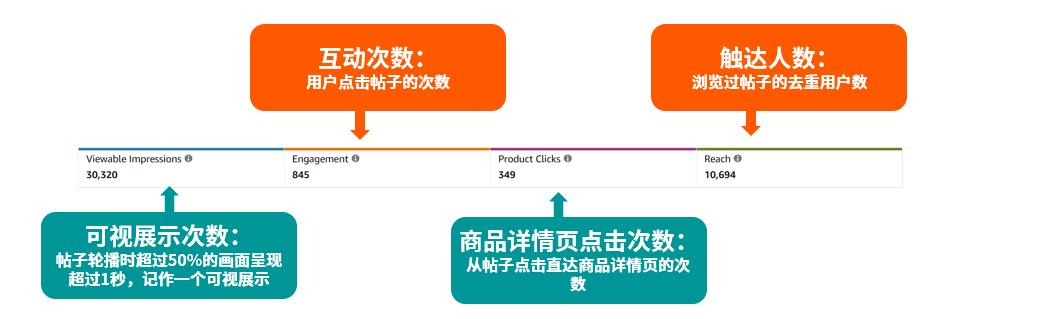 互动次数：
用户点击帖子的次数
触达人数：
浏览过帖子的去重用户数
Viewable Impressions
30,320
Engagement
845
Product Clicks
349
Reach
10,694
可视展示次数：
帖子轮播时超过50%的画面呈现
超过1秒，记作一个可视展示
商品详情页点击次数：
从帖子点击直达商品详情页的次
数